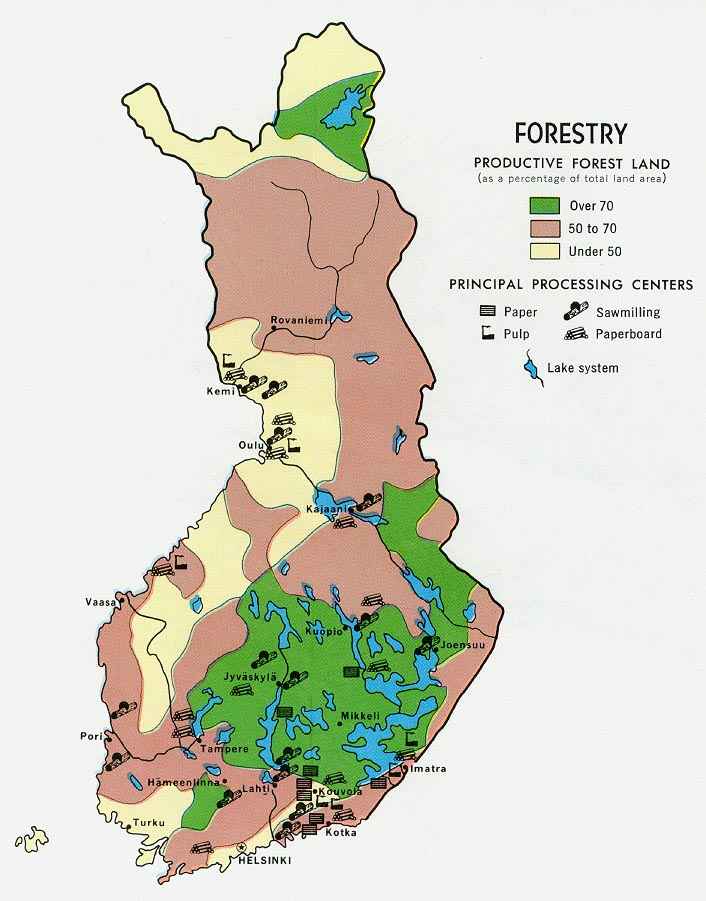 FORESTRY
PRODUCTIVE FOREST LAND
(as a percentage of total land area)
Over 70
50 to 70
Under 50
PRINCIPAL PROCESSING CENTERS
Paper
Sawmilling
Pulp
Paperboard
Lake system
Rovaniemi
Kemi
Oulu
Kajaani
Vaasa
Kuopio
Joensuu
Jyväskylä
Mikkeli
Pori
Tampere
Imatra
Hämeenlinna
Lahti
Kouvola
Turku
Kotka
HELSINKI